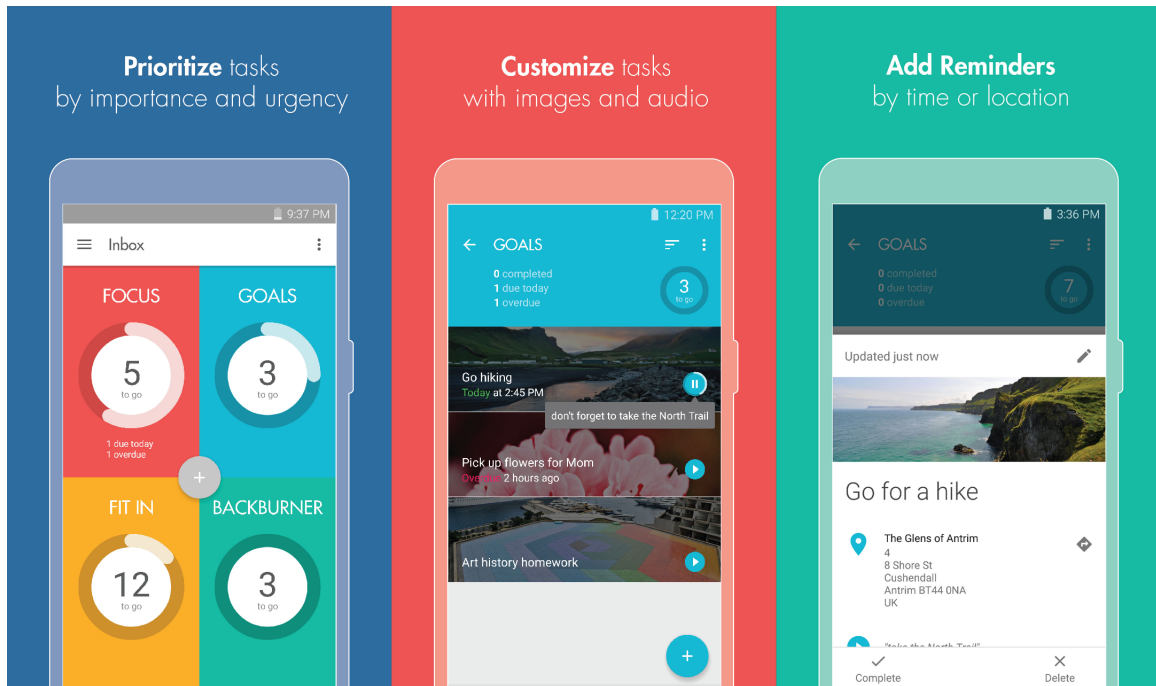 Prioritize tasks
by importance and urgency
9:37 PM
Inbox
FOCUS
5
to go
1 due today
1 overdue
GOALS
3
to go
+
FIT IN
12
to go
BACKBURNER
3
to go
Customize tasks
with images and audio
12:20 PM
GOALS
0 completed
1 due today
1 overdue
3
to go
Go hiking
Today at 2:45 PM
don't forget to take the North Trail
Pick up flowers for Mom
Overdue 2 hours ago
Art history homework
+
Add Reminders
by time or location
3:36 PM
GOALS
0 completed
0 due today
0 overdue
7
to go
Updated just now
Go for a hike
The Glens of Antrim
4
8 Shore St
Cushendall
Antrim BT44 0NA
UK
"take the North Trail"
Complete
Delete